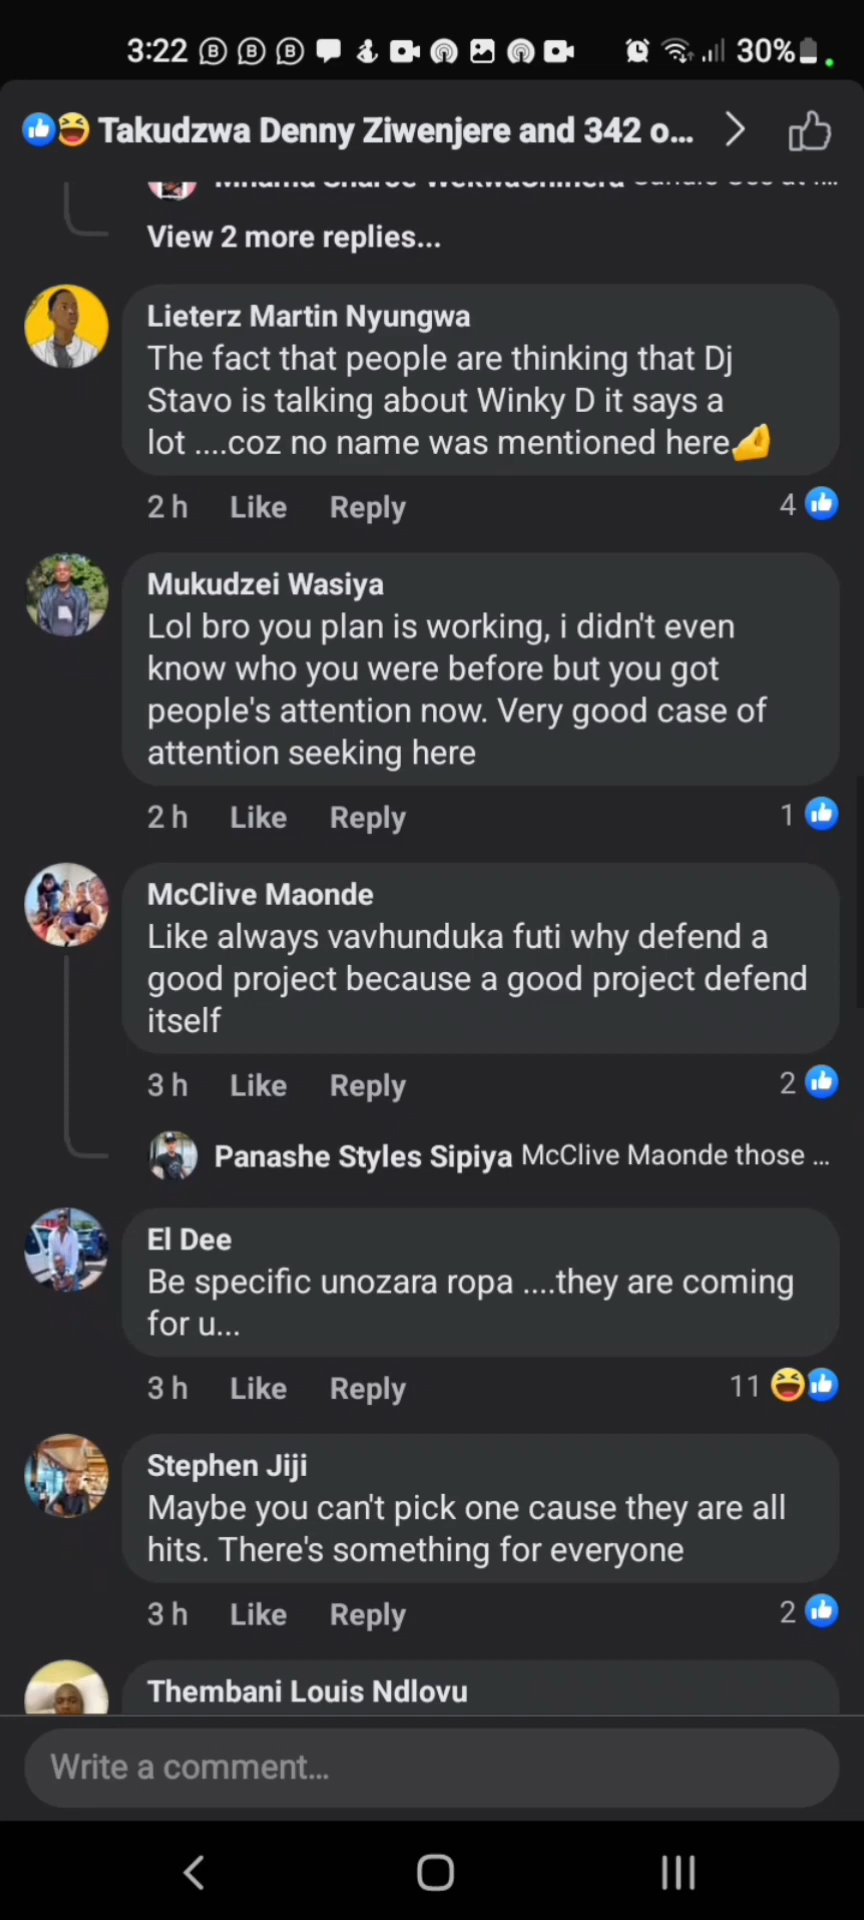 3:22
30%
Takudzwa Denny Ziwenjere and 342 o...
View 2 more replies...
Lieterz Martin Nyungwa
The fact that people are thinking that Dj
Stavo is talking about Winky D it says a
lot ....coz no name was mentioned here
2 h Like Reply 4
Mukudzei Wasiya
Lol bro you plan is working, i didn't even
know who you were before but you got
people's attention now. Very good case of
attention seeking here
2 h Like Reply 1
McClive Maonde
Like always vavhunduka futi why defend a
good project because a good project defend
itself
3 h Like Reply 2
Panashe Styles Sipiya McClive Maonde those ...
El Dee
Be specific unozara ropa ....they are coming
for u...
3 h Like Reply 11
Stephen Jiji
Maybe you can't pick one cause they are all
hits. There's something for everyone
3 h Like Reply 2
Thembani Louis Ndlovu
Write a comment...